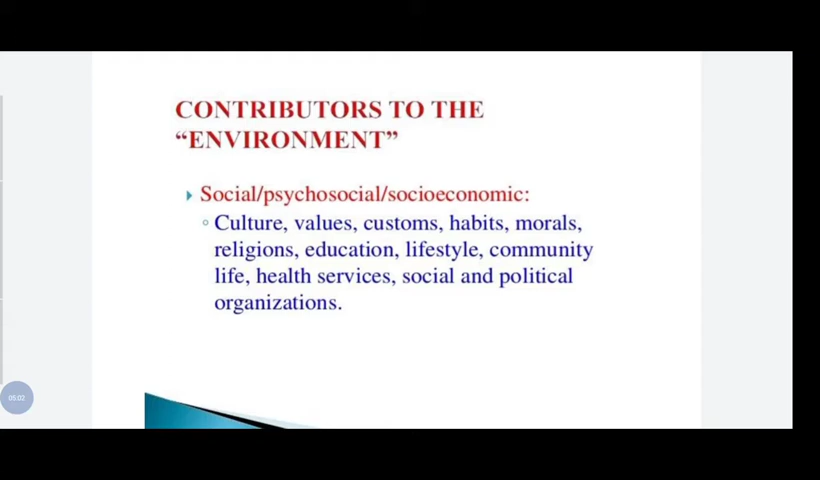 CONTRIBUTORS TO THE
“ENVIRONMENT”
Social/psychosocial/socioeconomic:
Culture, values, customs, habits, morals,
religions, education, lifestyle, community
life, health services, social and political
organizations.
05:02